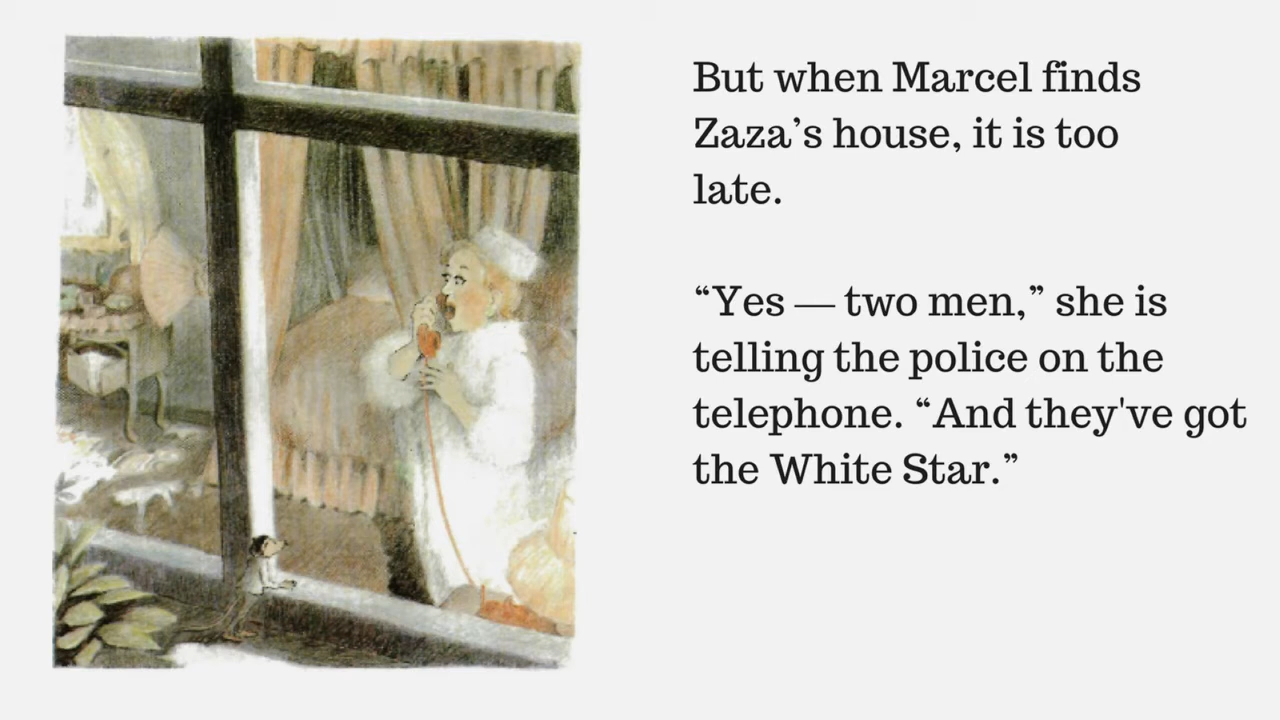 But when Marcel finds
Zaza’s house, it is too
late.
“Yes — two men,” she is
telling the police on the
telephone. “And they've got
the White Star.”